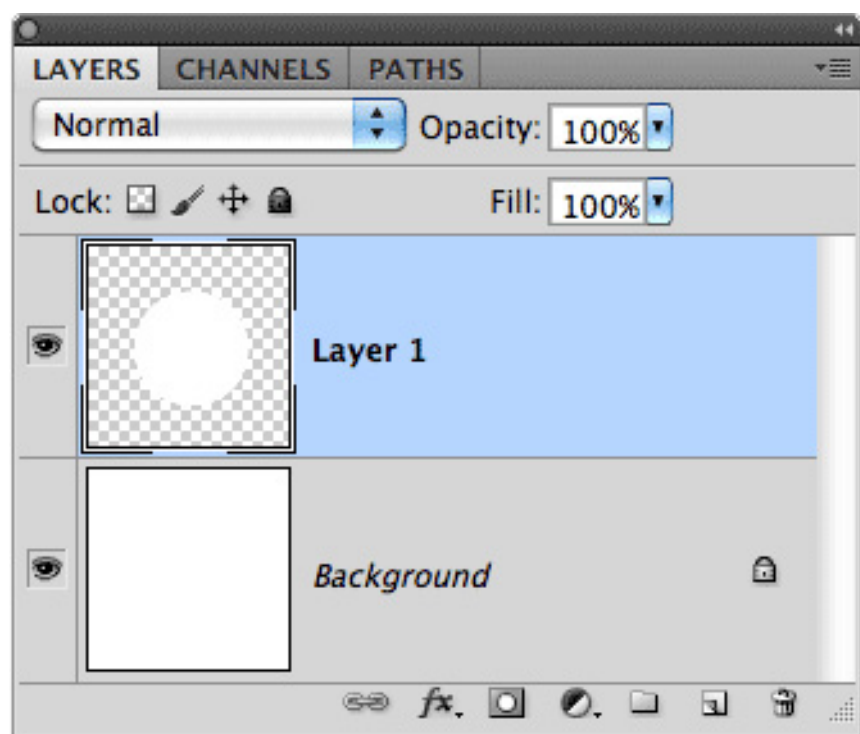 LAYERS CHANNELS PATHS
Normal Opacity: 100%
Lock: Fill: 100%
Layer 1
Background
fx.